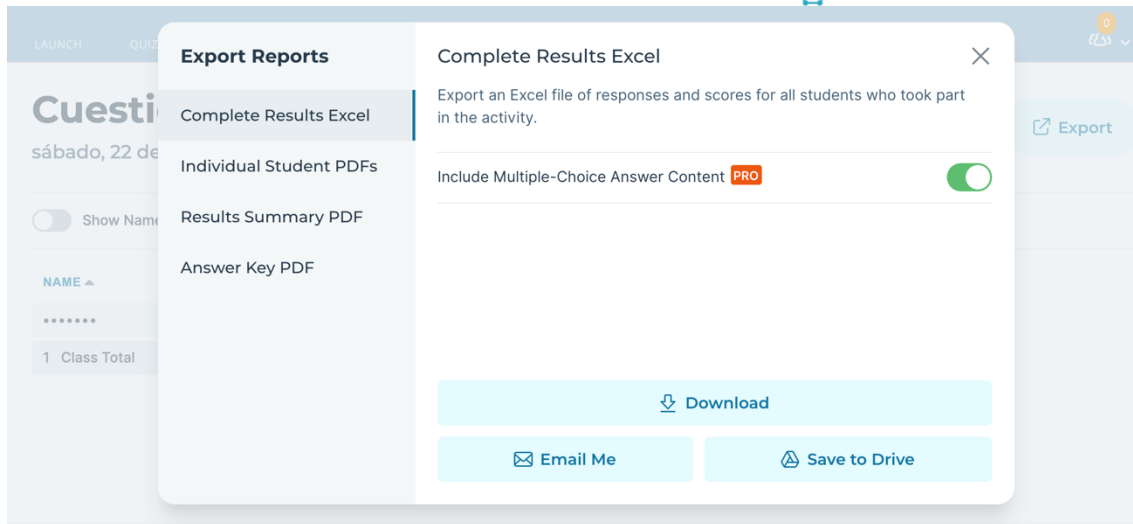 LAUNCH
QUIZ
0
Cuesti
sábado, 22 de
Export
Show Name
NAME
•••••••
1 Class Total
Export Reports
Complete Results Excel
Individual Student PDFs
Results Summary PDF
Answer Key PDF
Complete Results Excel
Export an Excel file of responses and scores for all students who took part
in the activity.
Include Multiple-Choice Answer Content PRO
Download
Email Me
Save to Drive